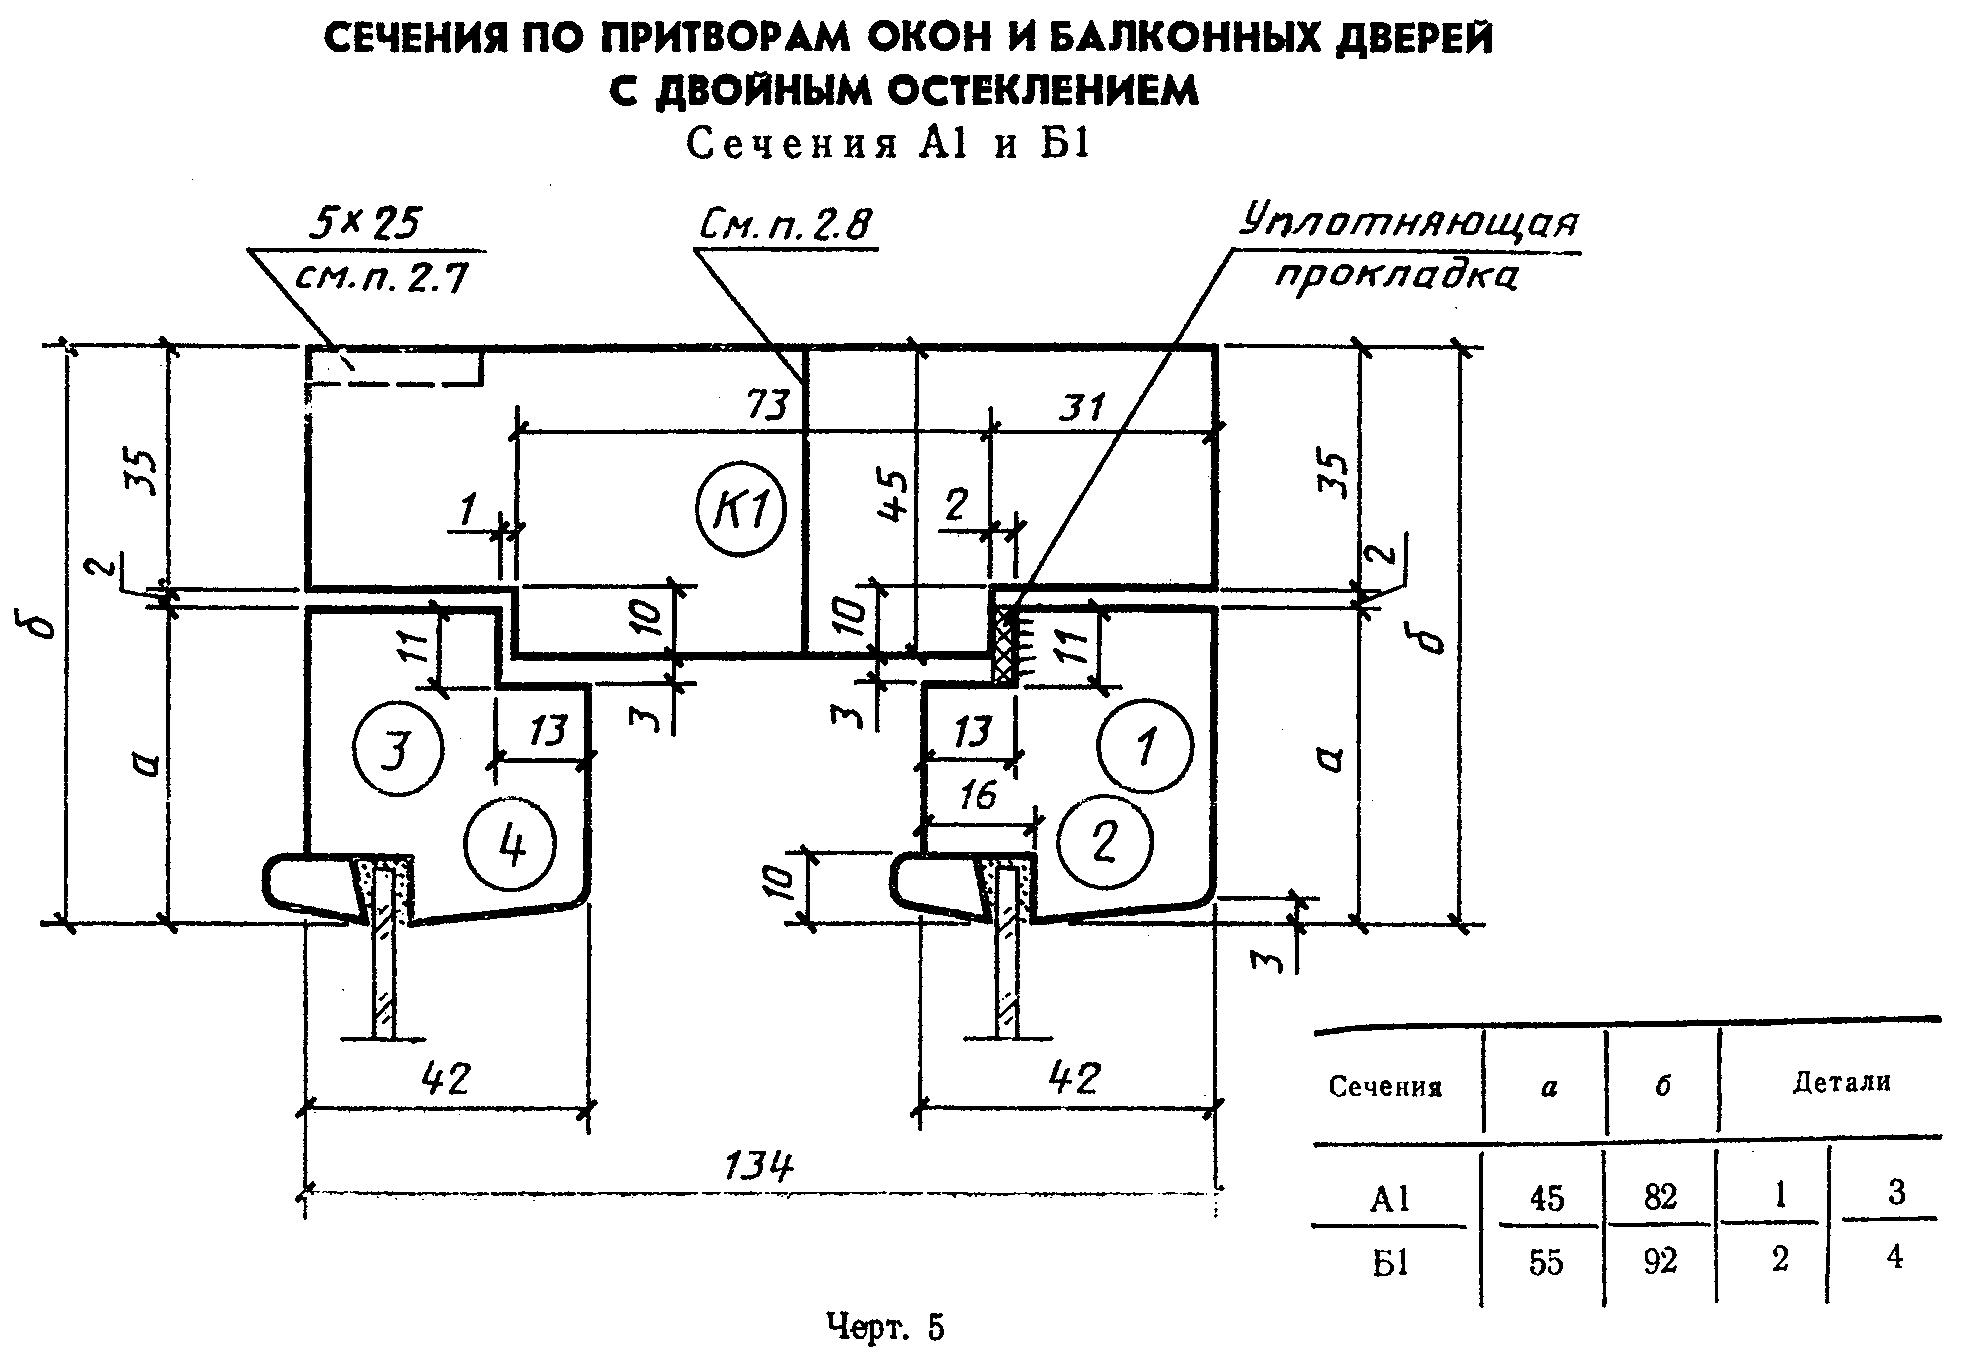 СЕЧЕНИЯ ПО ПРИТВОРАМ ОКОН И БАЛКОННЫХ ДВЕРЕЙ
С ДВОЙНЫМ ОСТЕКЛЕНИЕМ
Сечения А1 и Б1
5×25
см.п.2.7
См.п.2.8
Уплотняющая
прокладка
73
31
35
45
35
К1
1
2
2
2
б
10
10
11
11
б
3
3
13
13
3
1
а
а
16
4
2
10
3
42
42
134
Сечения а б Детали
А1 45 82 1 3
Б1 55 92 2 4
Черт. 5